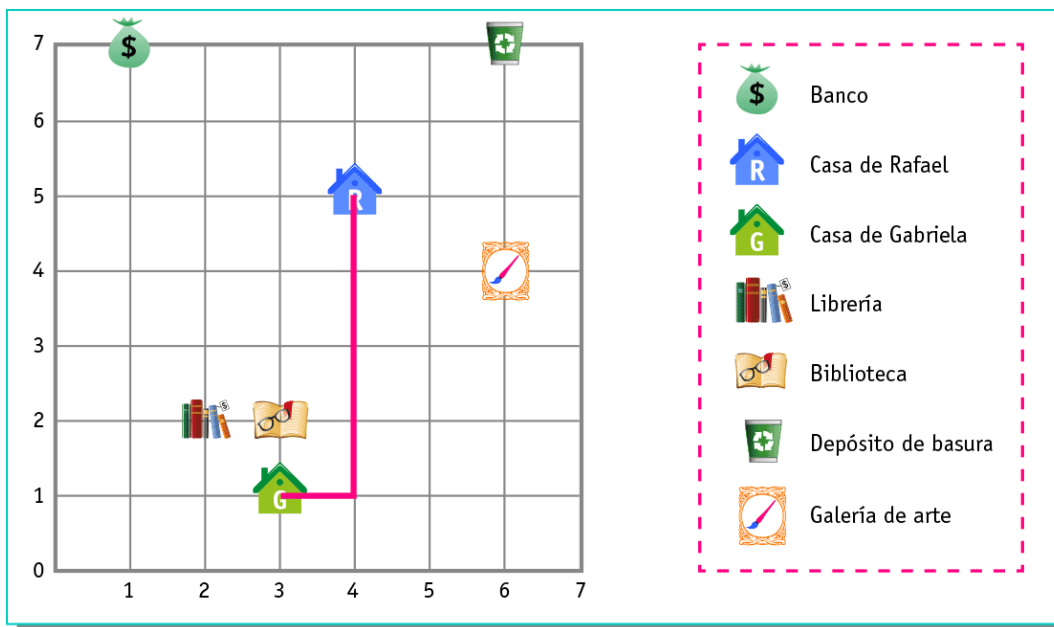 7
6
5
4
3
2
1
0
1 2 3 4 5 6 7
$
R
G
$
$
Banco
R
Casa de Rafael
G
Casa de Gabriela
$
Librería
Biblioteca
Depósito de basura
Galería de arte